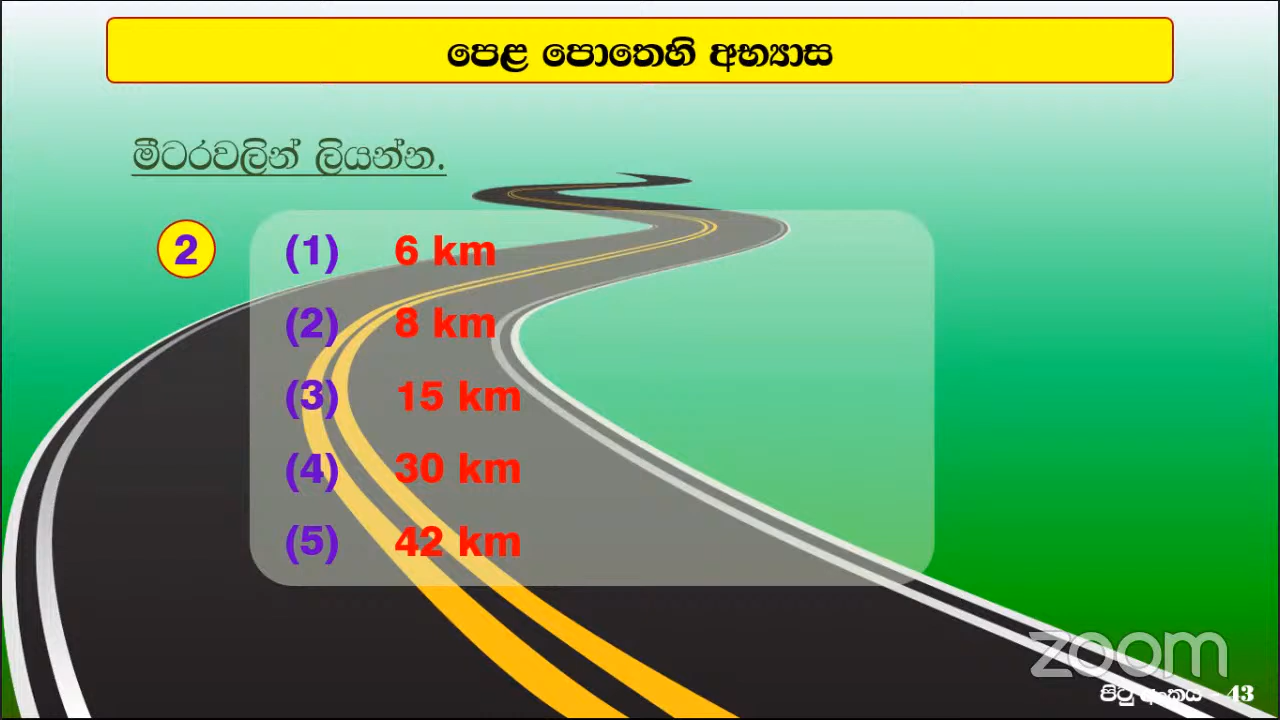 පෙළ පොතෙහි අභ්‍යාස
මීටරවලින් ලියන්න.
2 (1) 6 km
(2) 8 km
(3) 15 km
(4) 30 km
(5) 42 km
zoom
පිටු අංකය - 43